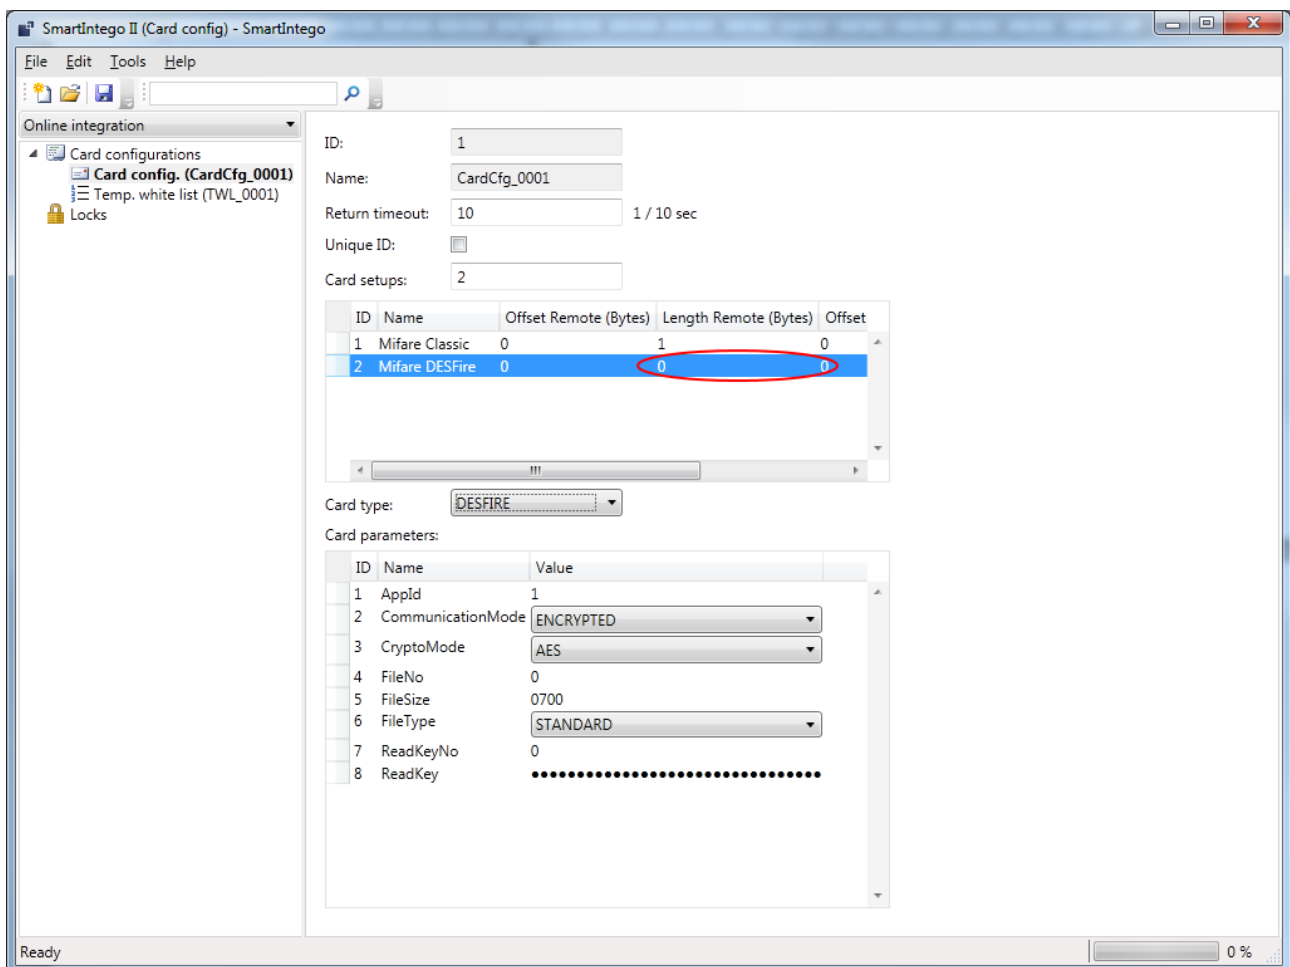 SmartIntego II (Card config) - SmartIntego
File Edit Tools Help
Online integration
Card configurations
Card config. (CardCfg_0001)
Temp. white list (TWL_0001)
Locks
ID: 1
Name: CardCfg_0001
Return timeout: 10 1 / 10 sec
Unique ID:
Card setups: 2
ID Name Offset Remote (Bytes) Length Remote (Bytes) Offset
1 Mifare Classic 0 1 0
2 Mifare DESFire 0 0 0
Card type: DESFIRE
Card parameters:
ID Name Value
1 AppId 1
2 CommunicationMode ENCRYPTED
3 CryptoMode AES
4 FileNo 0
5 FileSize 0700
6 FileType STANDARD
7 ReadKeyNo 0
8 ReadKey ●●●●●●●●●●●●●●●●●●●●●●●●●●●●●●●●
Ready 0 %